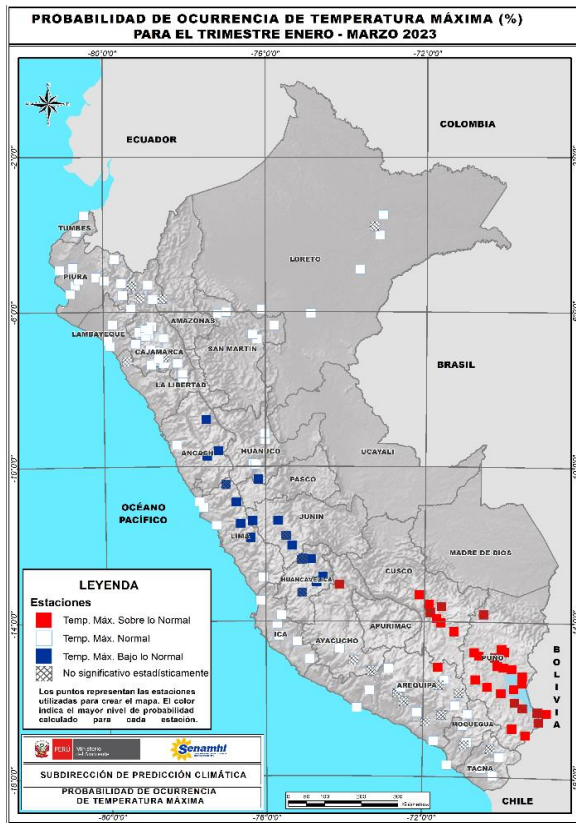 PROBABILIDAD DE OCURRENCIA DE TEMPERATURA MÁXIMA (%)
PARA EL TRIMESTRE ENERO - MARZO 2023
-80°0'0" -76°0'0" -72°0'0"
ECUADOR
COLOMBIA
TUMBES
PIURA
LORETO
AMAZONAS
LAMBAYEQUE
CAJAMARCA
SAN MARTIN
BRASIL
LA LIBERTAD
ANCASH
HUANUCO
UCAYALI
PASCO
OCÉANO
PACÍFICO
JUNIN
LIMA
MADRE DE DIOS
CUSCO
HUANCAVELICA
LEYENDA
Estaciones
Temp. Máx. Sobre lo Normal
Temp. Máx. Normal
Temp. Máx. Bajo lo Normal
No significativo estadísticamente
Los puntos representan las estaciones
utilizadas para crear el mapa. El color
indica el mayor nivel de probabilidad
calculado para cada estación.
ICA
AYACUCHO
APURIMAC
PUNO
BOLIVIA
AREQUIPA
MOQUEGUA
TACNA
CHILE
PERÚ
Ministerio
del Ambiente
Senamhi
SUBDIRECCIÓN DE PREDICCIÓN CLIMÁTICA
PROBABILIDAD DE OCURRENCIA
DE TEMPERATURA MÁXIMA